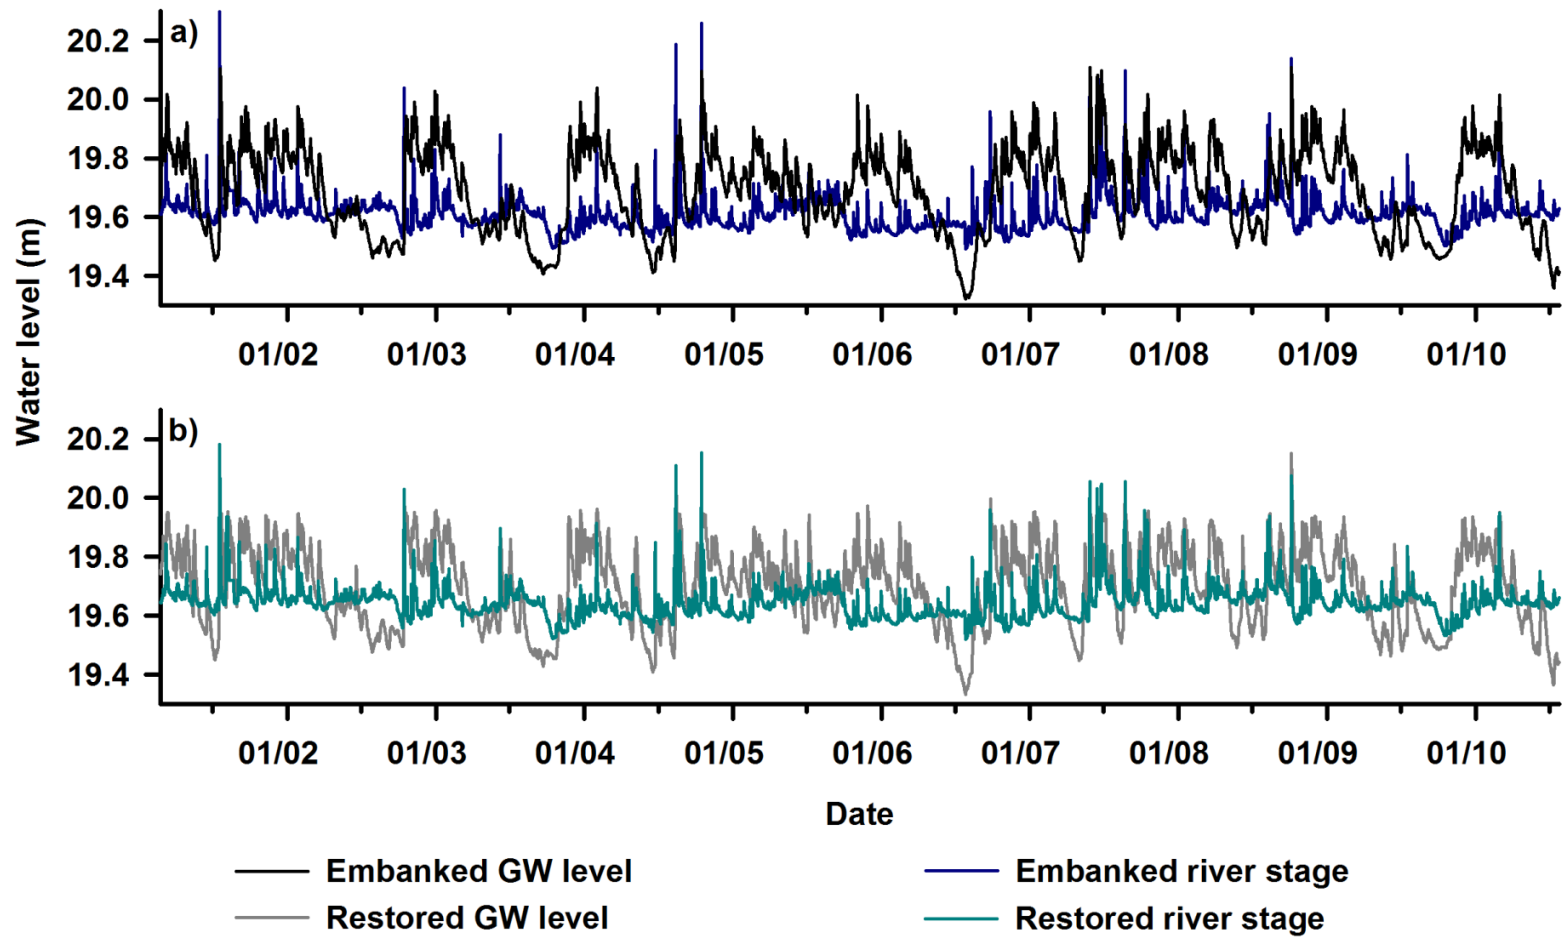 a)
20.2
20.0
19.8
19.6
19.4
01/02 01/03 01/04 01/05 01/06 01/07 01/08 01/09 01/10
Water level (m)
b)
20.2
20.0
19.8
19.6
19.4
01/02 01/03 01/04 01/05 01/06 01/07 01/08 01/09 01/10
Date
Embanked GW level Embanked river stage
Restored GW level Restored river stage